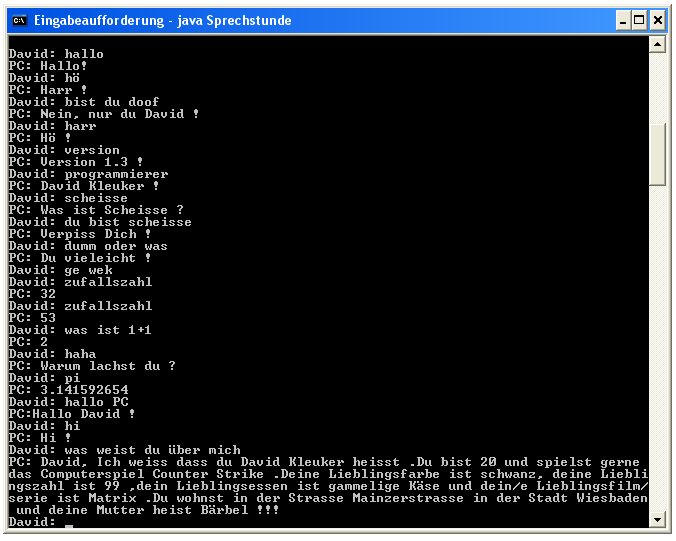 Eingabeaufforderung - java Sprechstunde
David: hallo
PC: Hallo!
David: hö
PC: Harr !
David: bist du doof
PC: Nein, nur du David !
David: harr
PC: Hö !
David: version
PC: Version 1.3 !
David: programmierer
PC: David Kleuker !
David: scheisse
PC: Was ist Scheisse ?
David: du bist scheisse
PC: Verpiss Dich !
David: dumm oder was
PC: Du vieleicht !
David: ge wek
David: zufallszahl
PC: 32
David: zufallszahl
PC: 53
David: was ist 1+1
PC: 2
David: haha
PC: Warum lachst du ?
David: pi
PC: 3.141592654
David: hallo PC
PC:Hallo David !
David: hi
PC: Hi !
David: was weist du über mich
PC: David, Ich weiss dass du David Kleuker heisst .Du bist 20 und spielst gerne
das Computerspiel Counter Strike .Deine Lieblingsfarbe ist schwanz, deine Liebli
ngszahl ist 99 ,dein Lieblingsessen ist gammelige Käse und dein/e Lieblingsfilm/
serie ist Matrix .Du wohnst in der Strasse Mainzerstrasse in der Stadt Wiesbaden
und deine Mutter heist Bärbel !!!
David: _